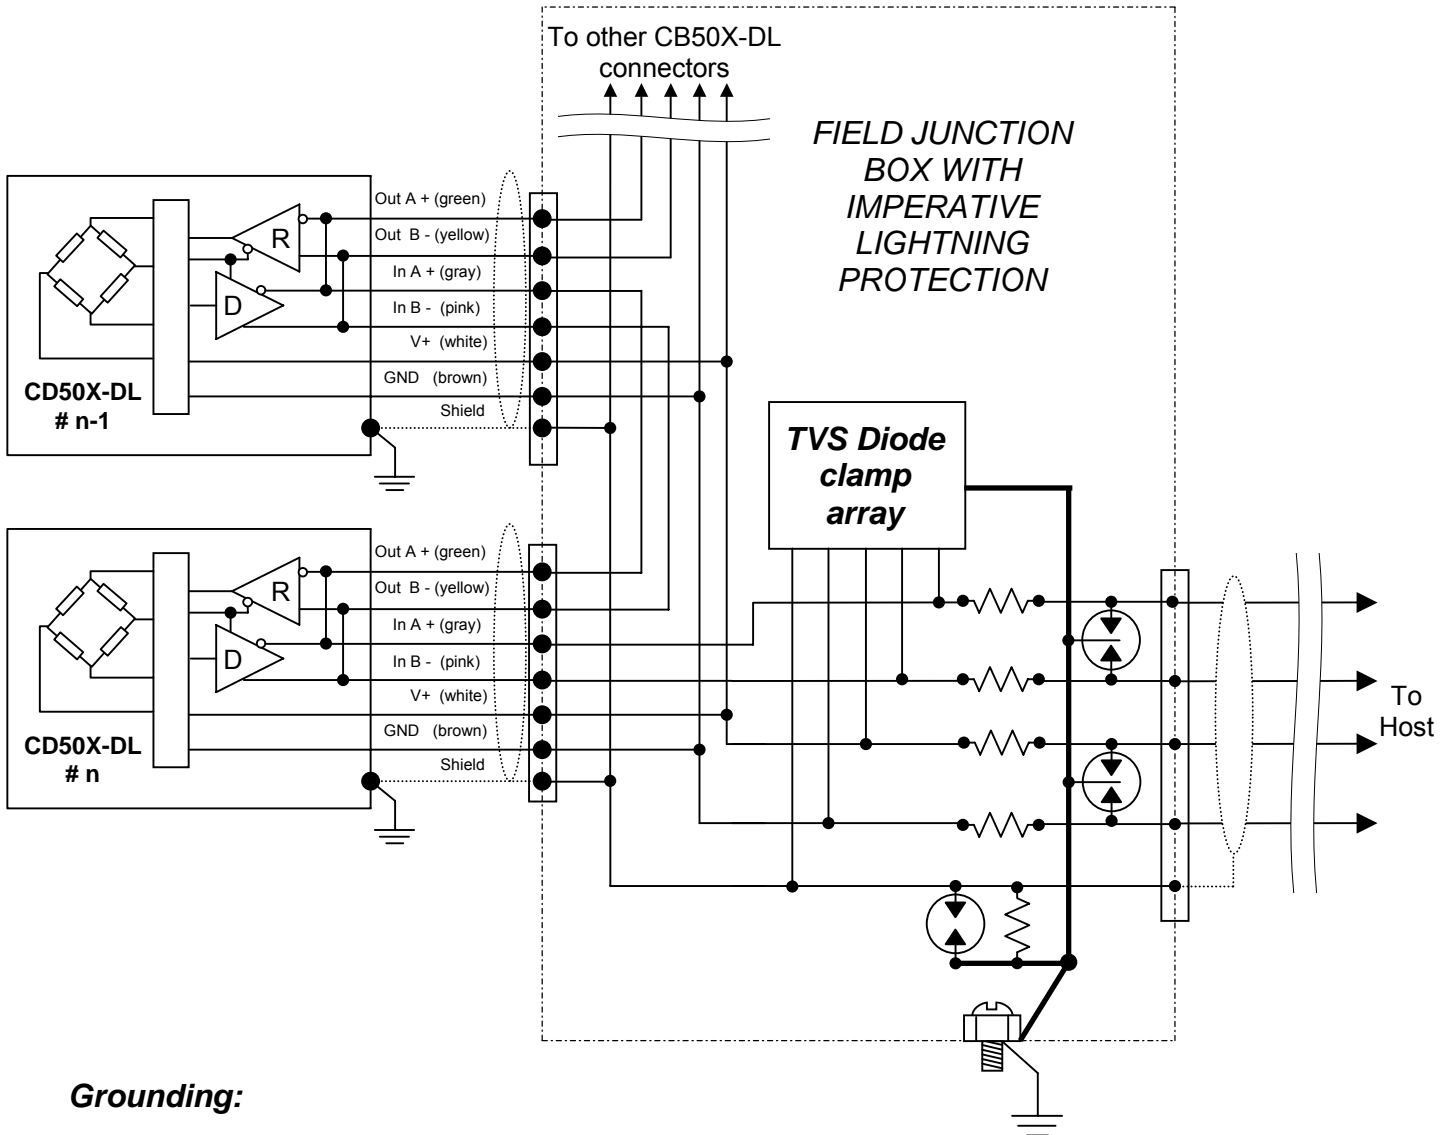 To other CB50X-DL
connectors
FIELD JUNCTION
BOX WITH
IMPERATIVE
LIGHTNING
PROTECTION
Out A + (green)
Out B - (yellow)
In A + (gray)
In B - (pink)
V+ (white)
GND (brown)
Shield
R
D
CD50X-DL
# n-1
TVS Diode
clamp
array
Out A + (green)
Out B - (yellow)
In A + (gray)
In B - (pink)
V+ (white)
GND (brown)
Shield
R
D
CD50X-DL
# n
To
Host
Grounding: